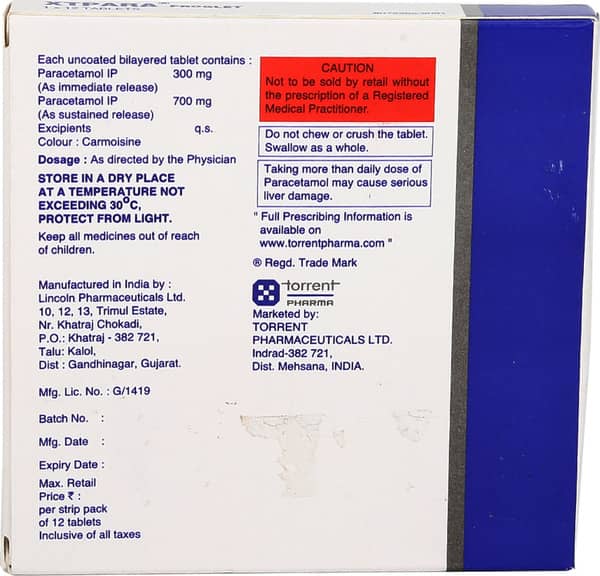 XTPARA®-PROGLET
1 x 12 TABLETS
Each uncoated bilayered tablet contains :
Paracetamol IP 300 mg
(As immediate release)
Paracetamol IP 700 mg
(As sustained release)
Excipients q.s.
Colour : Carmoisine
Dosage : As directed by the Physician
STORE IN A DRY PLACE
AT A TEMPERATURE NOT
EXCEEDING 30°C,
PROTECT FROM LIGHT.
Keep all medicines out of reach
of children.
Manufactured in India by :
Lincoln Pharmaceuticals Ltd.
10, 12, 13, Trimul Estate,
Nr. Khatraj Chokadi,
P.O.: Khatraj - 382 721,
Talu: Kalol,
Dist : Gandhinagar, Gujarat.
Mfg. Lic. No. : G/1419
Batch No. :
Mfg. Date :
Expiry Date :
Max. Retail
Price ₹ :
per strip pack
of 12 tablets
Inclusive of all taxes
CAUTION
Not to be sold by retail without
the prescription of a Registered
Medical Practitioner.
Do not chew or crush the tablet.
Swallow as a whole.
Taking more than daily dose of
Paracetamol may cause serious
liver damage.
" Full Prescribing Information is
available on
www.torrentpharma.com "
® Regd. Trade Mark
torrent
PHARMA
Marketed by:
TORRENT
PHARMACEUTICALS LTD.
Indrad-382 721,
Dist. Mehsana, INDIA.